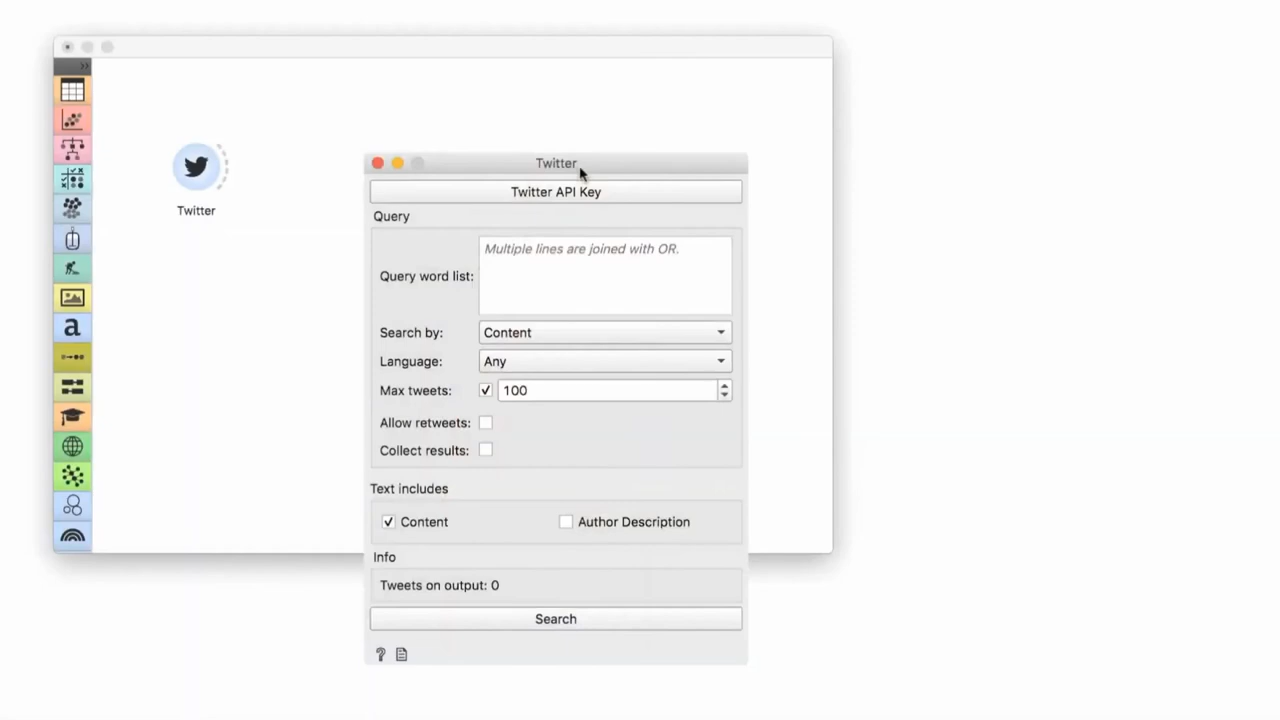 Twitter
Twitter
Twitter API Key
Query
Query word list:
Multiple lines are joined with OR.
Search by:
Content
Language:
Any
Max tweets:
100
Allow retweets:
Collect results:
Text includes
Content
Author Description
Info
Tweets on output: 0
Search